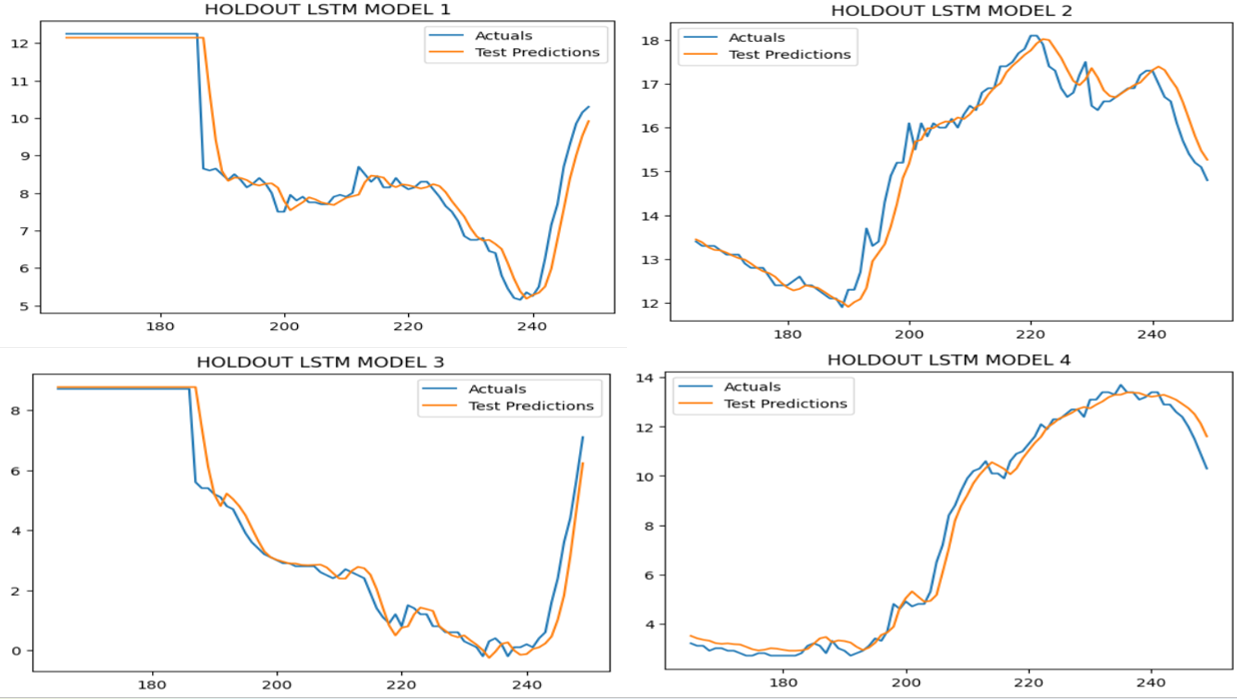 HOLDOUT LSTM MODEL 1
Actuals
Test Predictions
12
11
10
9
8
7
6
5
180 200 220 240
HOLDOUT LSTM MODEL 2
Actuals
Test Predictions
18
17
16
15
14
13
12
180 200 220 240
HOLDOUT LSTM MODEL 3
Actuals
Test Predictions
8
6
4
2
0
180 200 220 240
HOLDOUT LSTM MODEL 4
Actuals
Test Predictions
14
12
10
8
6
4
180 200 220 240